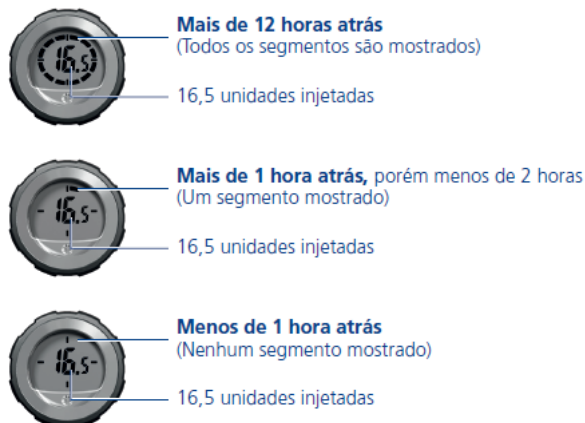 Mais de 12 horas atrás
(Todos os segmentos são mostrados)
16.5
16,5 unidades injetadas
Mais de 1 hora atrás, porém menos de 2 horas
(Um segmento mostrado)
16.5
16,5 unidades injetadas
Menos de 1 hora atrás
(Nenhum segmento mostrado)
16.5
16,5 unidades injetadas